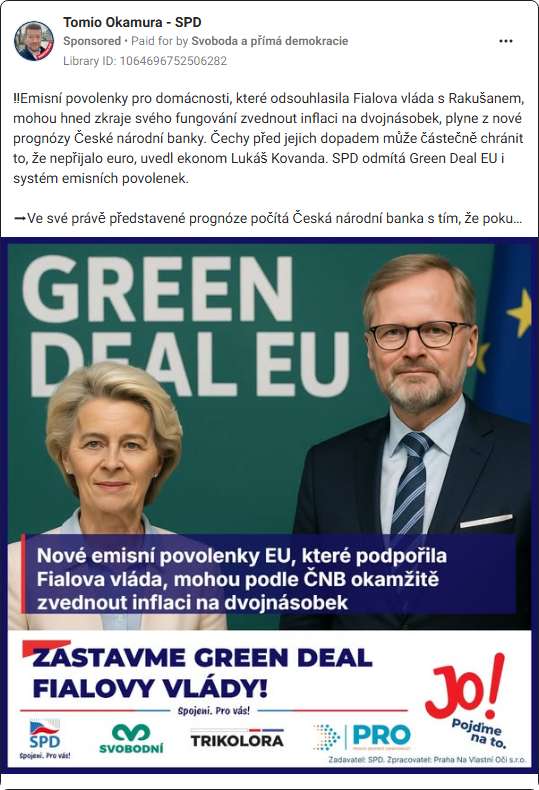 Tomio Okamura - SPD
Sponsored • Paid for by Svoboda a přímá demokracie
Library ID: 1064696752506282
‼Emisní povolenky pro domácnosti, které odsouhlasila Fialova vláda s Rakušanem,
mohou hned zkraje svého fungování zvednout inflaci na dvojnásobek, plyne z nové
prognózy České národní banky. Čechy před jejich dopadem může částečně chránit
to, že nepřijalo euro, uvedl ekonom Lukáš Kovanda. SPD odmítá Green Deal EU i
systém emisních povolenek.
➞Ve své právě představené prognóze počítá Česká národní banka s tím, že poku...
GREEN
DEAL EU
Nové emisní povolenky EU, které podpořila
Fialova vláda, mohou podle ČNB okamžitě
zvednout inflaci na dvojnásobek
ZASTAVME GREEN DEAL
FIALOVY VLÁDY!
Spojeni. Pro vás!
SPD
Spojeni. Pro vás!
SVOBODNÍ
TRIKOLORA
PRO
Jo!
Pojďme
na to.
Zadavatel: SPD. Zpracovatel: Praha Na Vlastní Oči s.r.o.